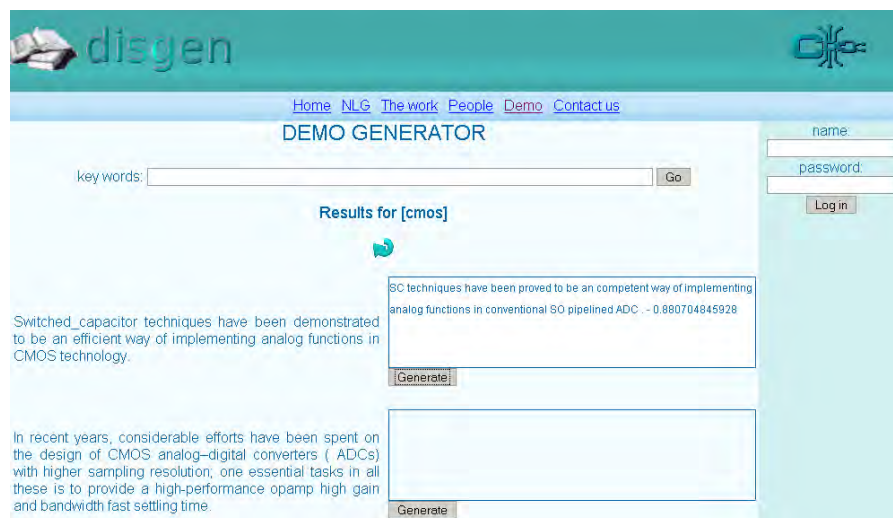 disgen
Home NLG The work People Demo Contact us
DEMO GENERATOR
name:
password:
Log in
key words:
Go
Results for [cmos]
Switched_capacitor techniques have been demonstrated
to be an efficient way of implementing analog functions in
CMOS technology.
SC techniques have been proved to be an competent way of implementing
analog functions in conventional SO pipelined ADC . - 0.880704845928
Generate
In recent years, considerable efforts have been spent on
the design of CMOS analog–digital converters ( ADCs)
with higher sampling resolution; one essential tasks in all
these is to provide a high-performance opamp high gain
and bandwidth fast settling time.
Generate